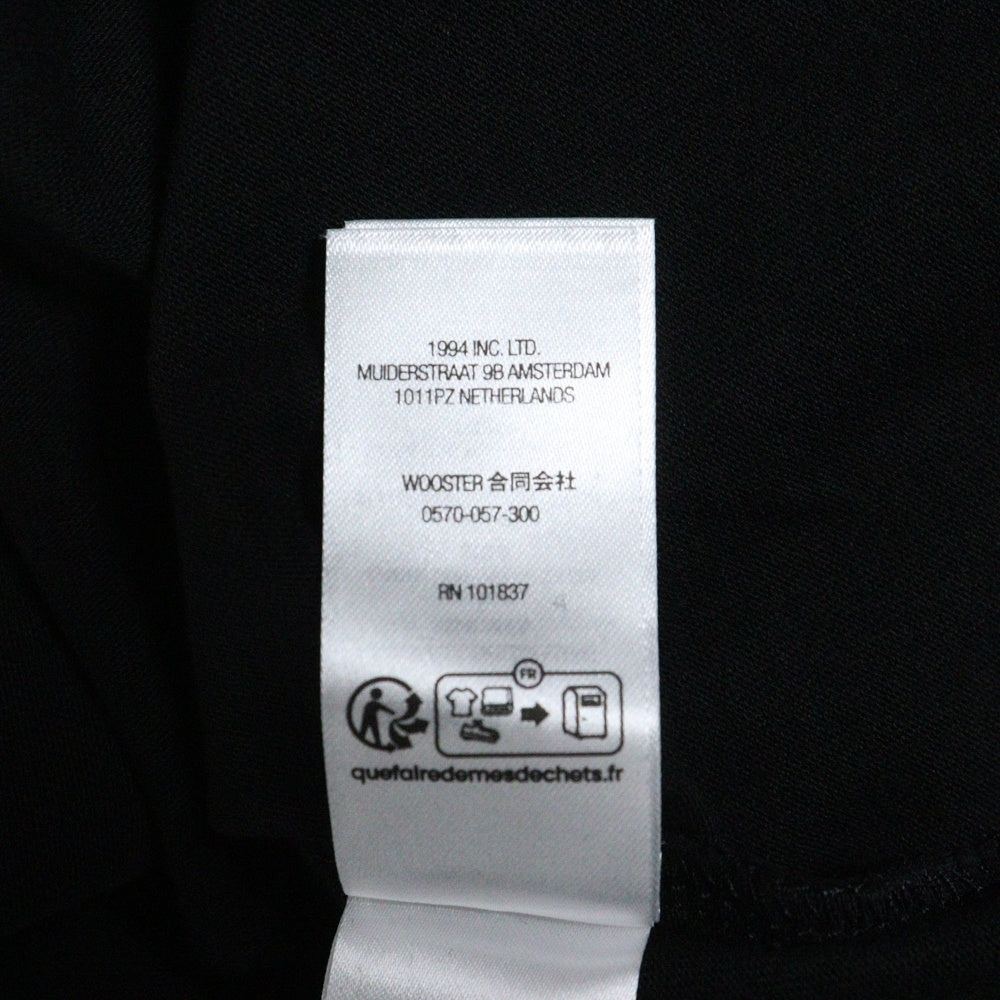 1994 INC. LTD.
MUIDERSTRAAT 9B AMSTERDAM
1011PZ NETHERLANDS
WOOSTER 合同会社
0570-057-300
RN 101837
FR
quefairedemesdechets.fr